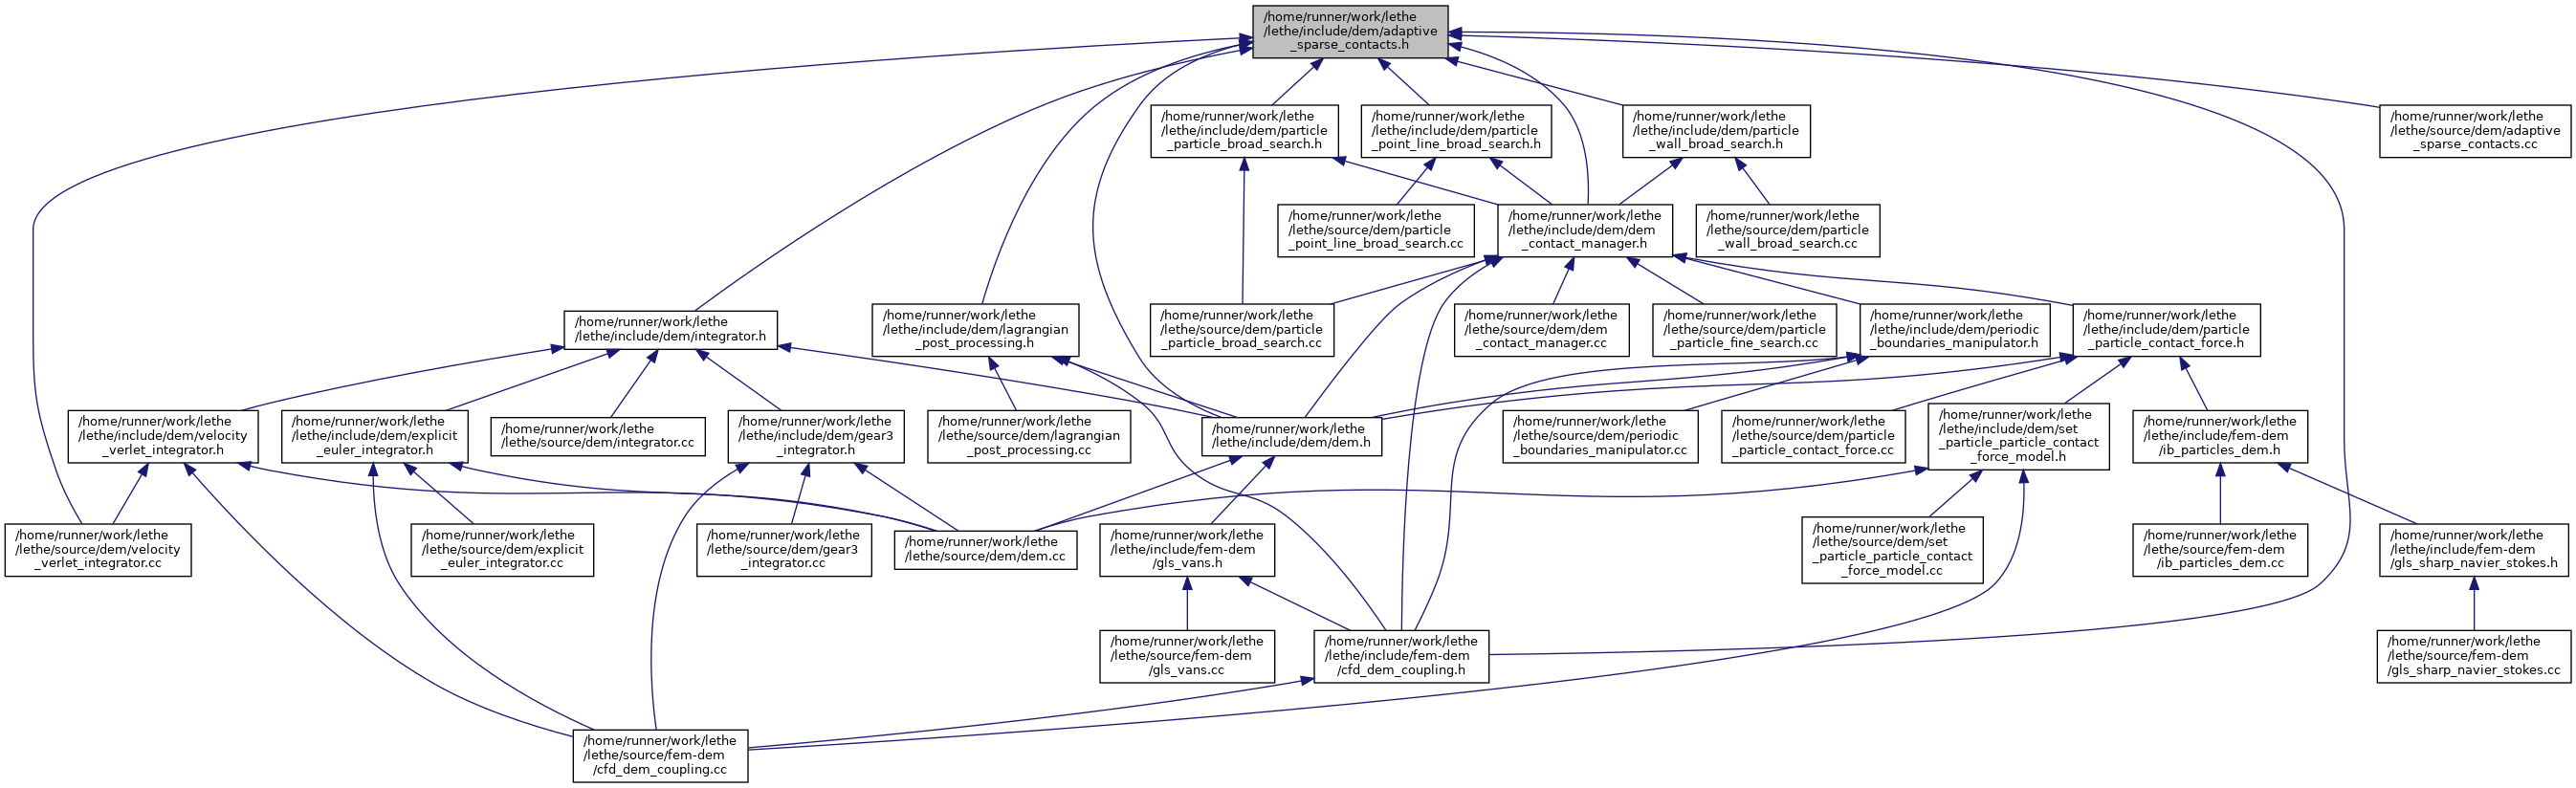 /home/runner/work/lethe
/lethe/include/dem/adaptive
_sparse_contacts.h
/home/runner/work/lethe
/lethe/include/dem/particle
_particle_broad_search.h
/home/runner/work/lethe
/lethe/include/dem/particle
_point_line_broad_search.h
/home/runner/work/lethe
/lethe/include/dem/particle
_wall_broad_search.h
/home/runner/work/lethe
/lethe/source/dem/adaptive
_sparse_contacts.cc
/home/runner/work/lethe
/lethe/source/dem/particle
_point_line_broad_search.cc
/home/runner/work/lethe
/lethe/include/dem/dem
_contact_manager.h
/home/runner/work/lethe
/lethe/source/dem/particle
_wall_broad_search.cc
/home/runner/work/lethe
/lethe/include/dem/integrator.h
/home/runner/work/lethe
/lethe/include/dem/lagrangian
_post_processing.h
/home/runner/work/lethe
/lethe/source/dem/particle
_particle_broad_search.cc
/home/runner/work/lethe
/lethe/source/dem/dem
_contact_manager.cc
/home/runner/work/lethe
/lethe/source/dem/particle
_particle_fine_search.cc
/home/runner/work/lethe
/lethe/include/dem/periodic
_boundaries_manipulator.h
/home/runner/work/lethe
/lethe/include/dem/particle
_particle_contact_force.h
/home/runner/work/lethe
/lethe/include/dem/velocity
_verlet_integrator.h
/home/runner/work/lethe
/lethe/include/dem/explicit
_euler_integrator.h
/home/runner/work/lethe
/lethe/source/dem/integrator.cc
/home/runner/work/lethe
/lethe/include/dem/gear3
_integrator.h
/home/runner/work/lethe
/lethe/source/dem/lagrangian
_post_processing.cc
/home/runner/work/lethe
/lethe/include/dem/dem.h
/home/runner/work/lethe
/lethe/source/dem/periodic
_boundaries_manipulator.cc
/home/runner/work/lethe
/lethe/source/dem/particle
_particle_contact_force.cc
/home/runner/work/lethe
/lethe/include/dem/set
_particle_particle_contact
_force_model.h
/home/runner/work/lethe
/lethe/include/fem-dem
/ib_particles_dem.h
/home/runner/work/lethe
/lethe/source/dem/velocity
_verlet_integrator.cc
/home/runner/work/lethe
/lethe/source/dem/explicit
_euler_integrator.cc
/home/runner/work/lethe
/lethe/source/dem/gear3
_integrator.cc
/home/runner/work/lethe
/lethe/source/dem/dem.cc
/home/runner/work/lethe
/lethe/include/fem-dem
/gls_vans.h
/home/runner/work/lethe
/lethe/source/dem/set
_particle_particle_contact
_force_model.cc
/home/runner/work/lethe
/lethe/source/fem-dem
/ib_particles_dem.cc
/home/runner/work/lethe
/lethe/include/fem-dem
/gls_sharp_navier_stokes.h
/home/runner/work/lethe
/lethe/source/fem-dem
/gls_vans.cc
/home/runner/work/lethe
/lethe/include/fem-dem
/cfd_dem_coupling.h
/home/runner/work/lethe
/lethe/source/fem-dem
/gls_sharp_navier_stokes.cc
/home/runner/work/lethe
/lethe/source/fem-dem
/cfd_dem_coupling.cc